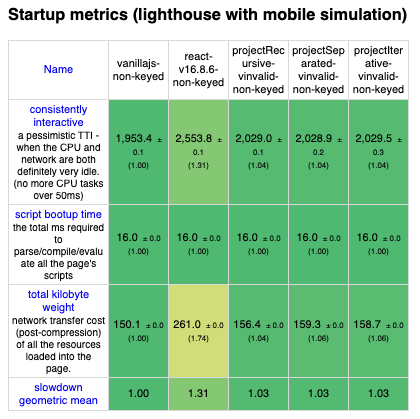 Startup metrics (lighthouse with mobile simulation)
Name
vanillajs-
non-keyed
react-
v16.8.6-
non-keyed
projectRec
ursive-
vinvalid-
non-keyed
projectSep
arated-
vinvalid-
non-keyed
projectIter
ative-
vinvalid-
non-keyed
consistently
interactive
a pessimistic TTI -
when the CPU and
network are both
definitely very idle.
(no more CPU tasks
over 50ms)
1,953.4 ±
0.1
(1.00)
2,553.8 ±
0.1
(1.31)
2,029.0 ±
0.1
(1.04)
2,028.9 ±
0.2
(1.04)
2,029.5 ±
0.3
(1.04)
script bootup time
the total ms required
to
parse/compile/evalu
ate all the page's
scripts
16.0 ± 0.0
(1.00)
16.0 ± 0.0
(1.00)
16.0 ± 0.0
(1.00)
16.0 ± 0.0
(1.00)
16.0 ± 0.0
(1.00)
total kilobyte
weight
network transfer cost
(post-compression)
of all the resources
loaded into the
page.
150.1 ± 0.0
(1.00)
261.0 ± 0.0
(1.74)
156.4 ± 0.0
(1.04)
159.3 ± 0.0
(1.06)
158.7 ± 0.0
(1.06)
slowdown
geometric mean
1.00
1.31
1.03
1.03
1.03